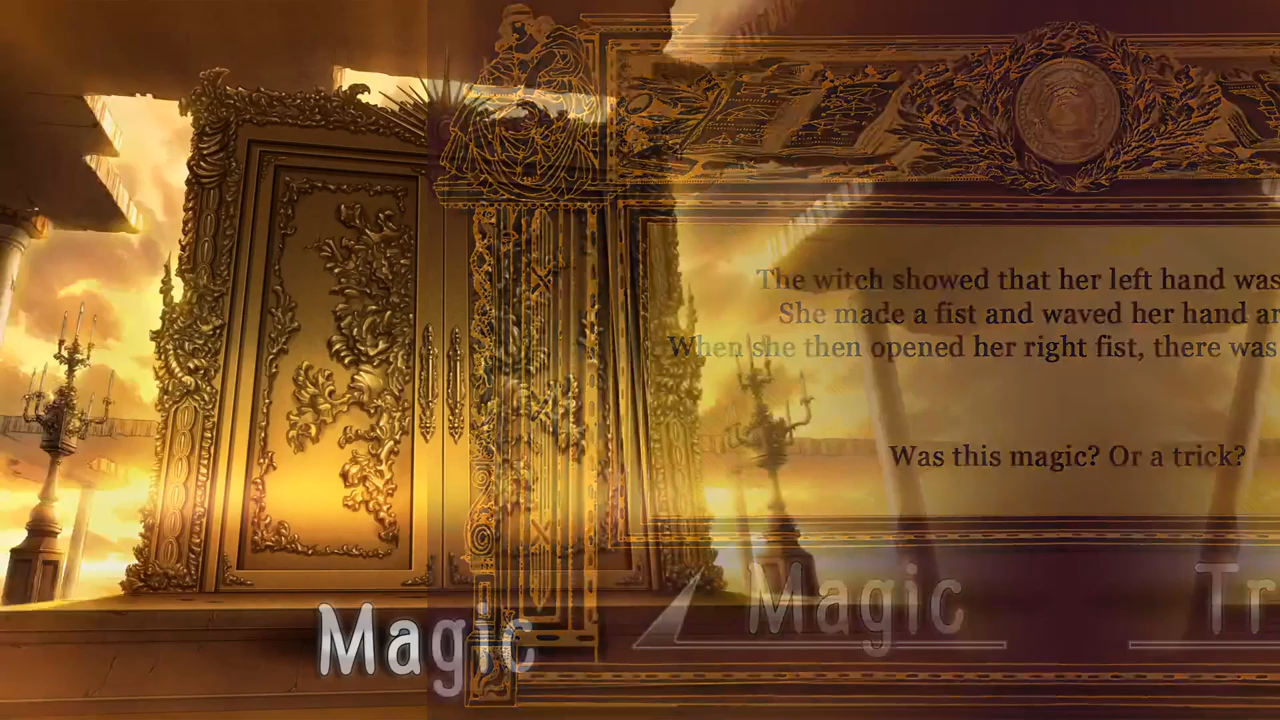 The witch showed that her left hand was
She made a fist and waved her hand
When she then opened her right fist, there was
Was this magic? Or a trick?
Magic
Magic